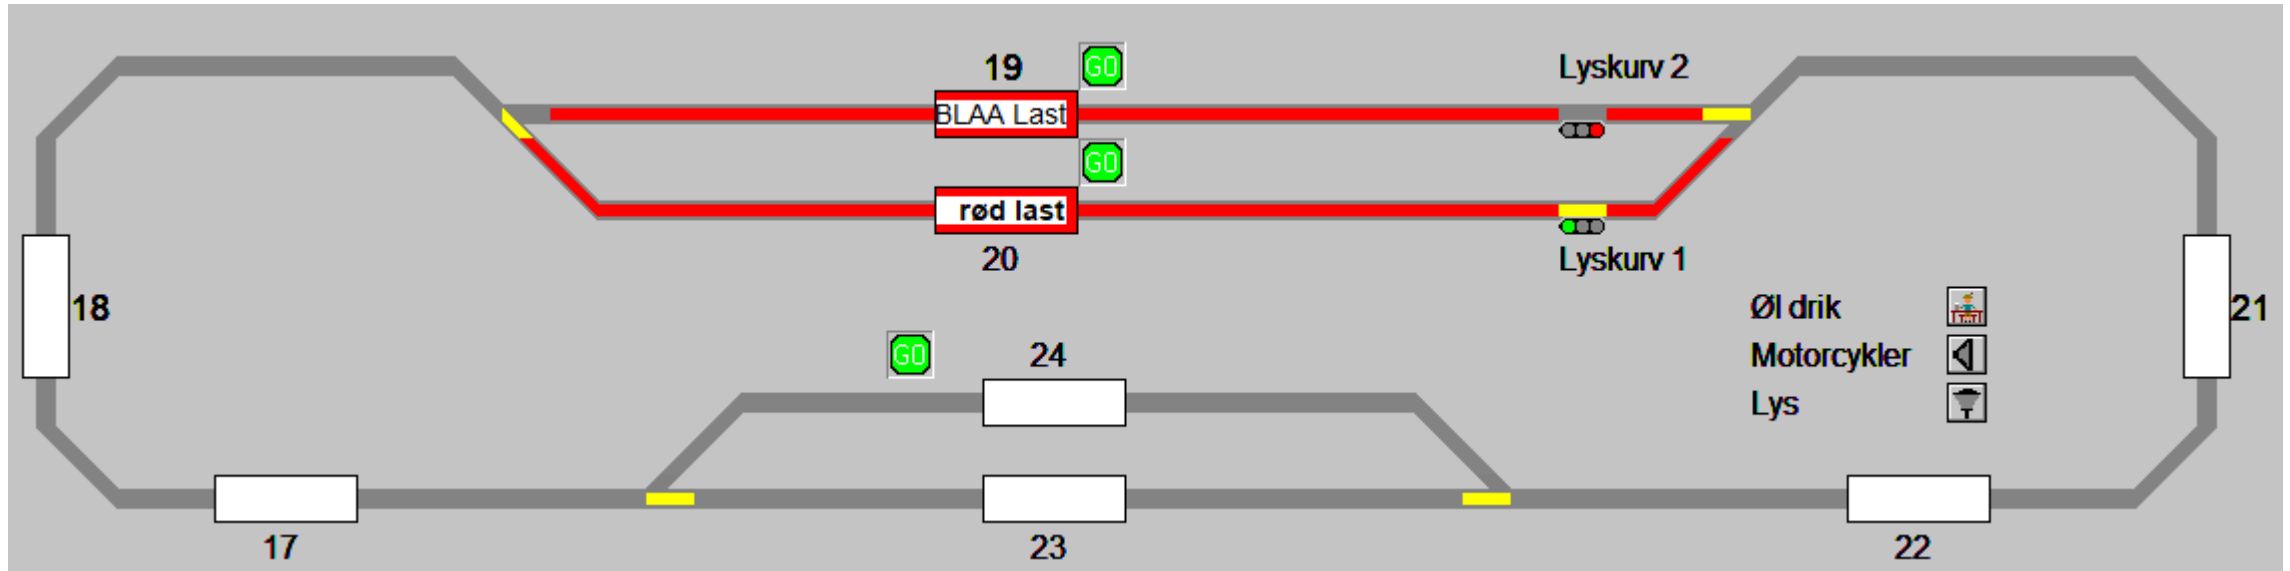 19
GO
Lyskurv 2
BLAA Last
GO
rød last
20
Lyskurv 1
18
Øl drik
21
GO
24
Motorcykler
Lys
17
23
22